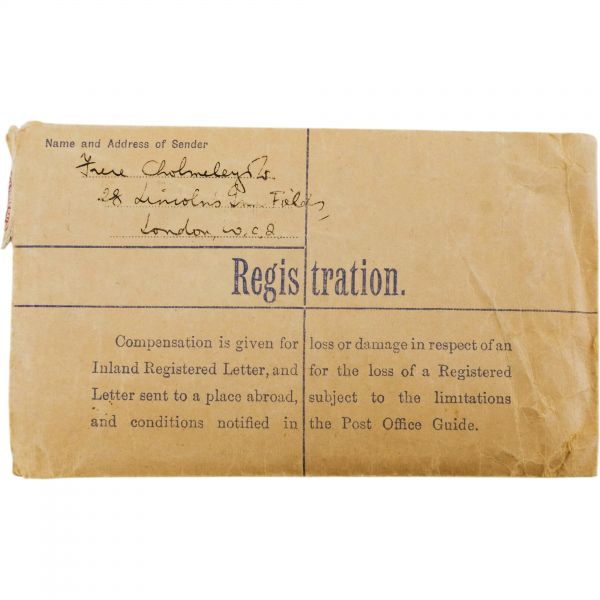 Name and Address of Sender
Frere Cholmeley & Co.
28 Lincoln's Inn Fields,
London, W.C.2
Registration.
Compensation is given for loss or damage in respect of an
Inland Registered Letter, and for the loss of a Registered
Letter sent to a place abroad, subject to the limitations
and conditions notified in the Post Office Guide.